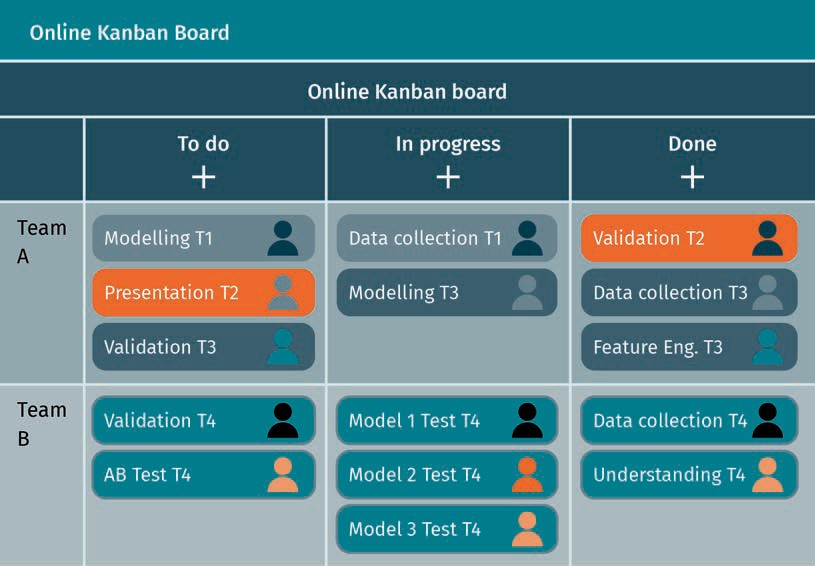 Online Kanban Board
Online Kanban board
To do
In progress
Done
+
+
+
Team
A
Modelling T1
Data collection T1
Validation T2
Presentation T2
Modelling T3
Data collection T3
Validation T3
Feature Eng. T3
Team
B
Validation T4
Model 1 Test T4
Data collection T4
AB Test T4
Model 2 Test T4
Understanding T4
Model 3 Test T4